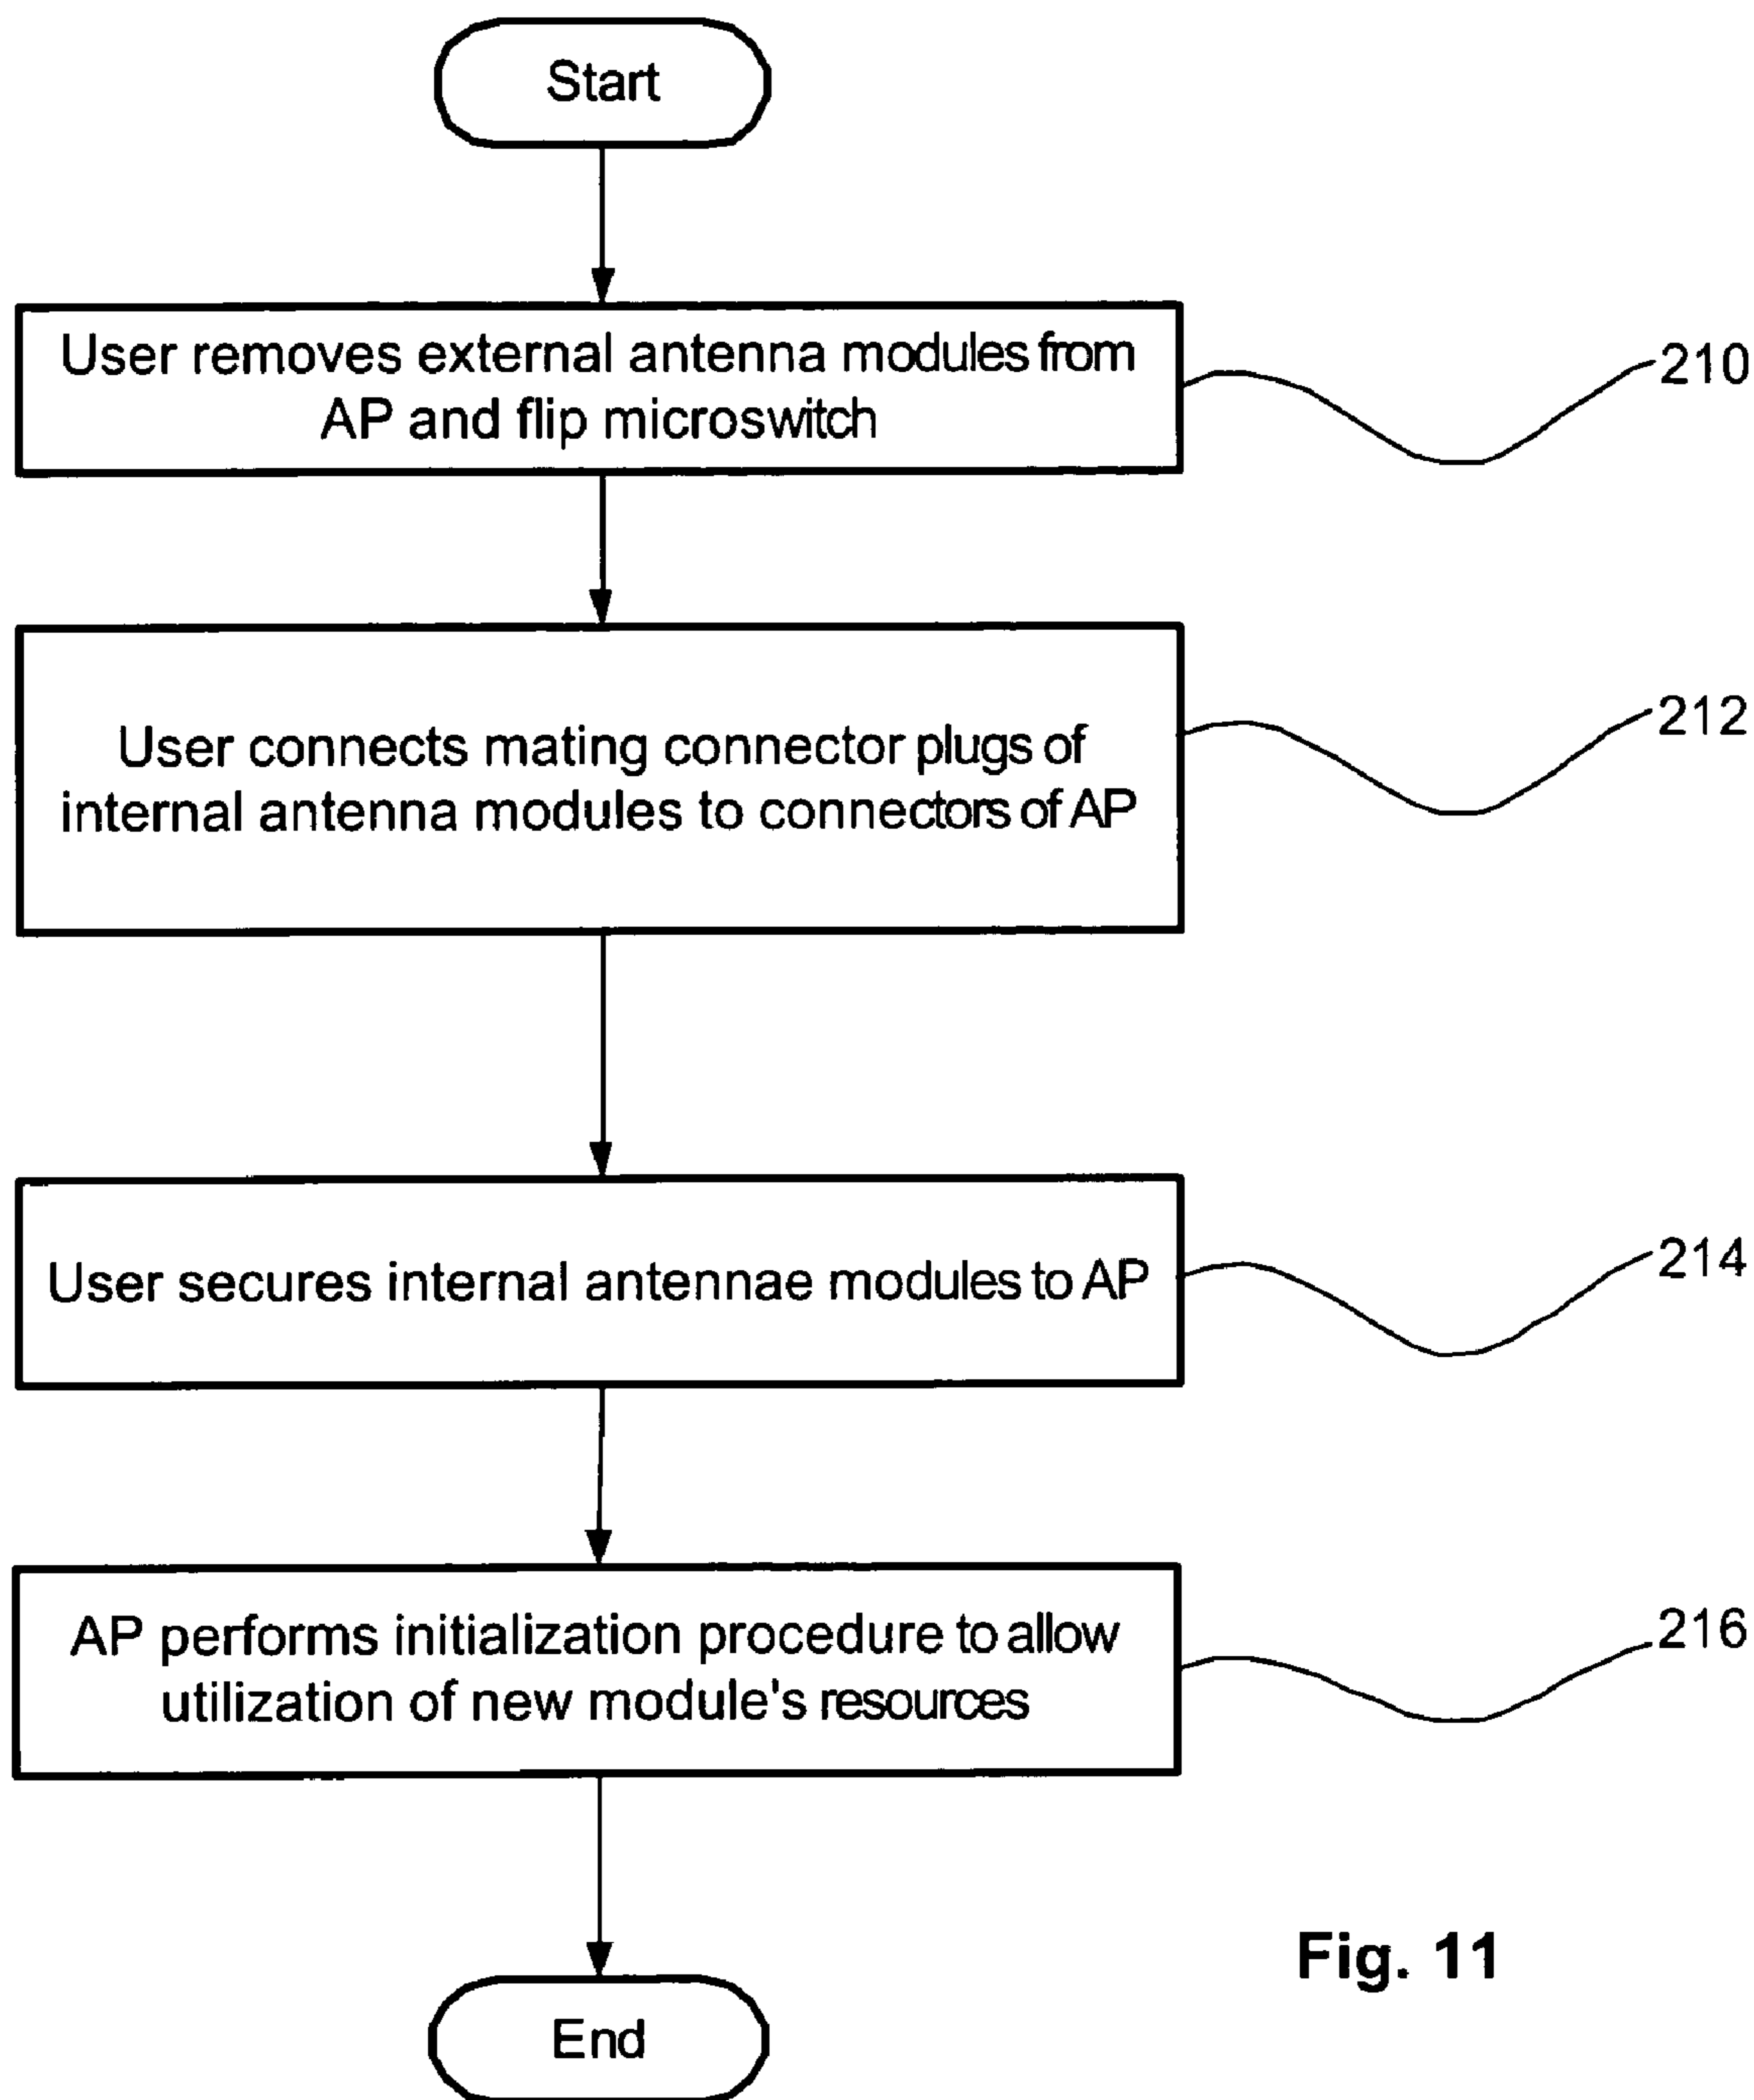 Start
User removes external antenna modules from
AP and flip microswitch
210
User connects mating connector plugs of
internal antenna modules to connectors of AP
212
User secures internal antennae modules to AP
214
AP performs initialization procedure to allow
utilization of new module's resources
216
End
Fig. 11